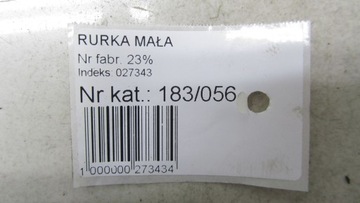 RURKA MAŁA
Nr fabr. 23%
Indeks: 027343
Nr kat.: 183/056
1 000000 273434